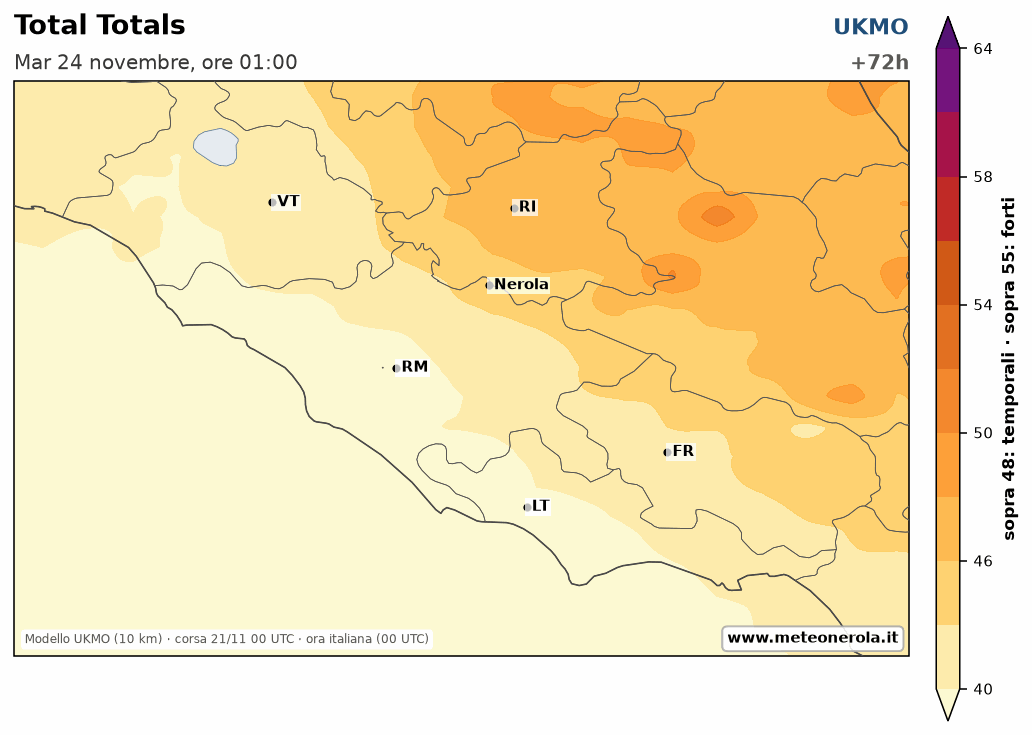 Total Totals
UKMO
Mar 24 novembre, ore 01:00
+72h
VT
RI
Nerola
RM
FR
LT
Modello UKMO (10 km) · corsa 21/11 00 UTC · ora italiana (00 UTC)
www.meteonerola.it
64
58
54
50
46
40
sopra 48: temporali · sopra 55: forti